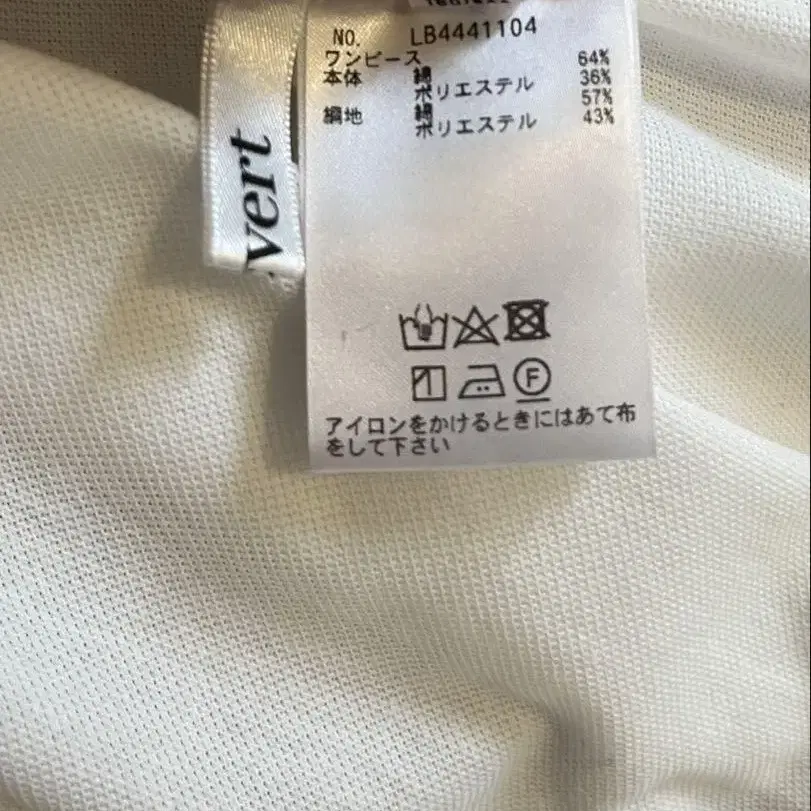 NO. LB4441104
ワンピース
本体 綿 64%
ポリエステル 36%
綿 57%
ポリエステル 43%
vert
F
アイロンをかけるときにはあて布
をして下さい